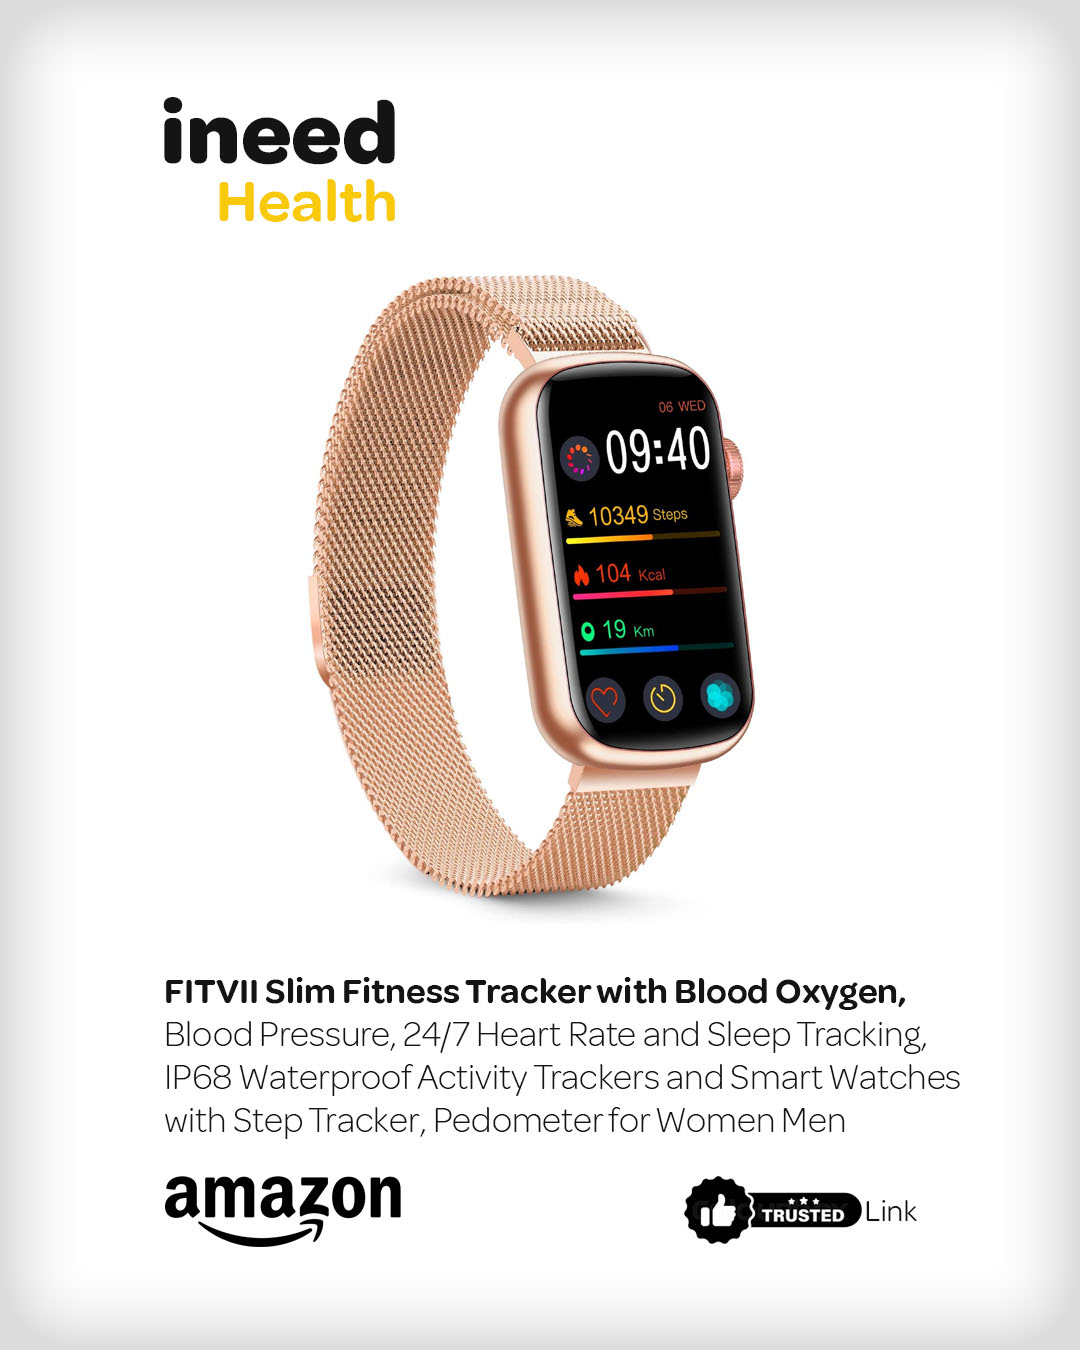 ineed
Health
06 WED
09:40
10349 Steps
104 Kcal
19 Km
FITVII Slim Fitness Tracker with Blood Oxygen,
Blood Pressure, 24/7 Heart Rate and Sleep Tracking,
IP68 Waterproof Activity Trackers and Smart Watches
with Step Tracker, Pedometer for Women Men
amazon
TRUSTED Link